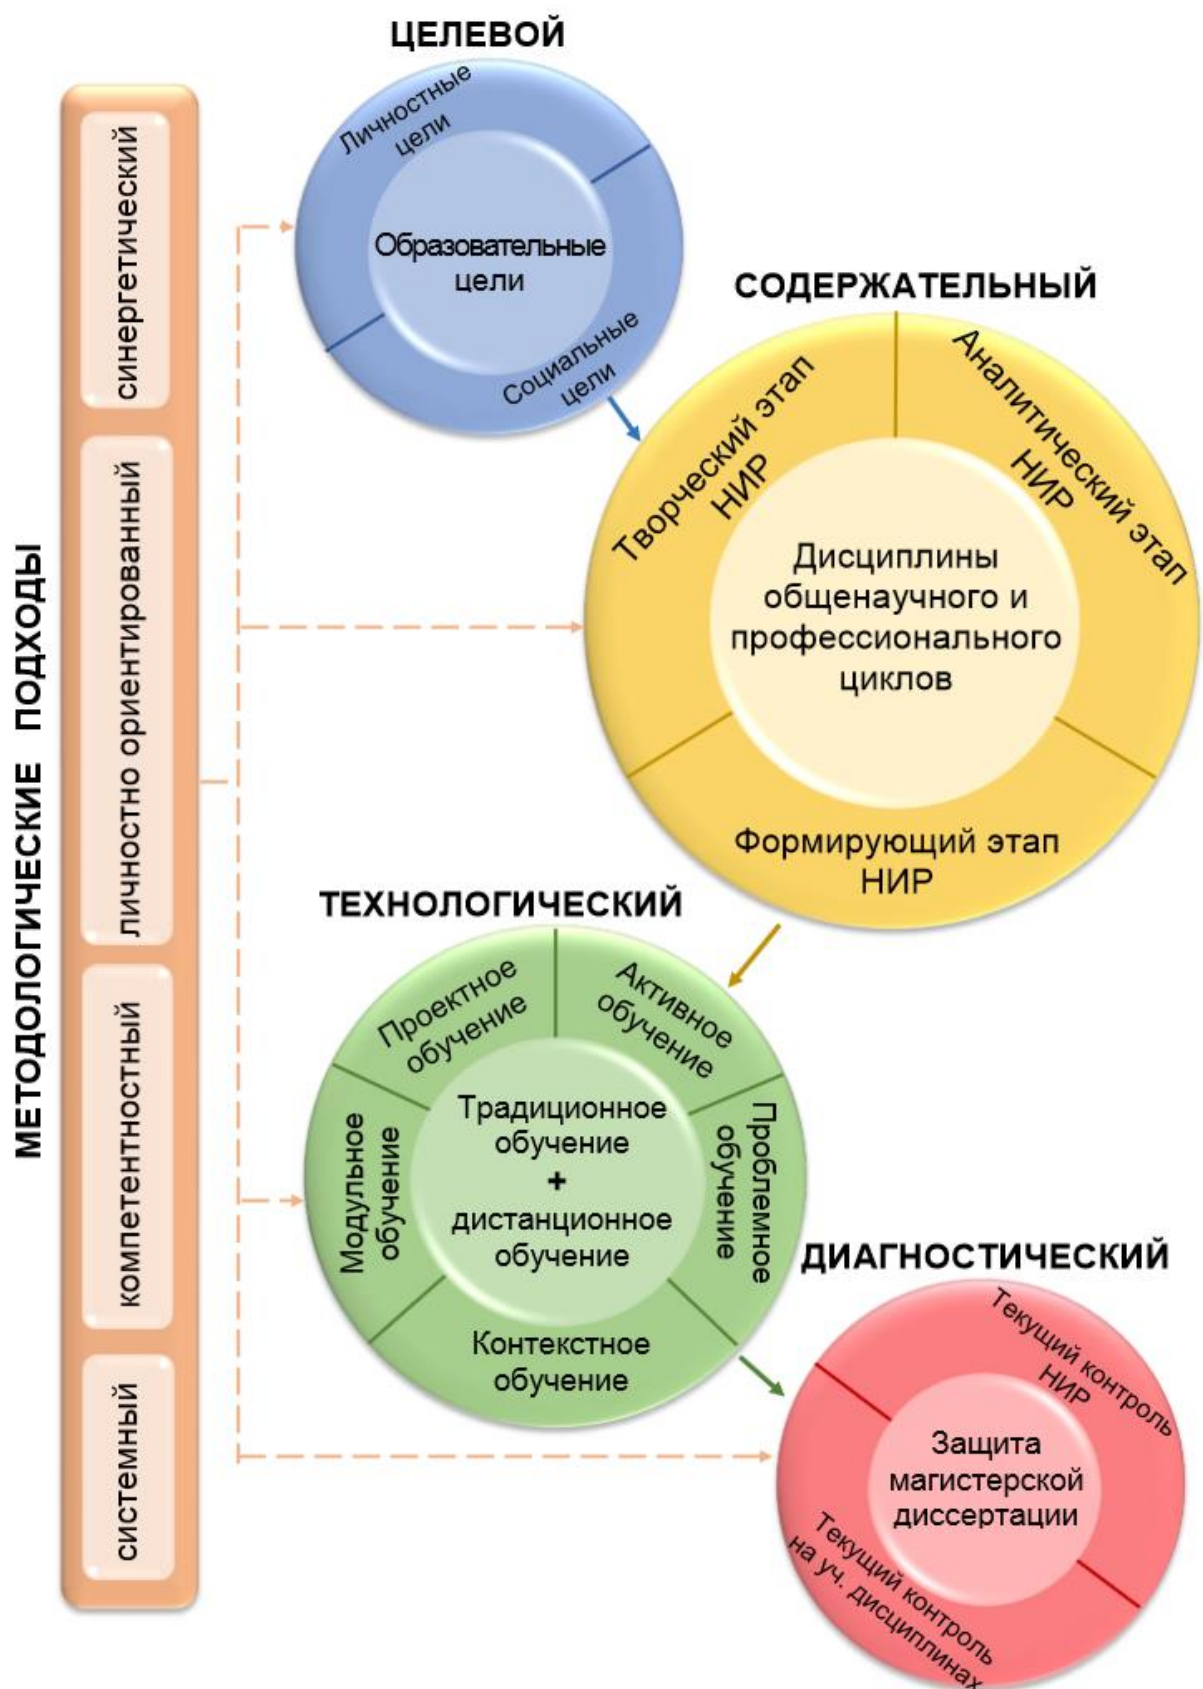 МЕТОДОЛОГИЧЕСКИЕ ПОДХОДЫ
синергетический
личностно ориентированный
компетентностный
системный
ЦЕЛЕВОЙ
Личностные
цели
Образовательные
цели
Социальные
цели
СОДЕРЖАТЕЛЬНЫЙ
Творческий этап
НИР
Аналитический этап
НИР
Дисциплины
общенаучного и
профессионального
циклов
Формирующий этап
НИР
ТЕХНОЛОГИЧЕСКИЙ
Проектное
обучение
Активное
обучение
Модульное
обучение
Традиционное
обучение
+
дистанционное
обучение
Проблемное
обучение
Контекстное
обучение
ДИАГНОСТИЧЕСКИЙ
Текущий контроль
НИР
Защита
магистерской
диссертации
Текущий контроль
на уч. дисциплинах